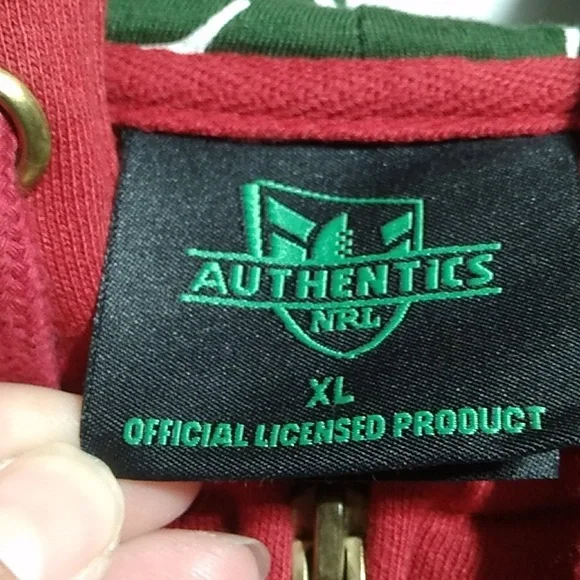 AUTHENTICS
NRL
XL
OFFICIAL LICENSED PRODUCT